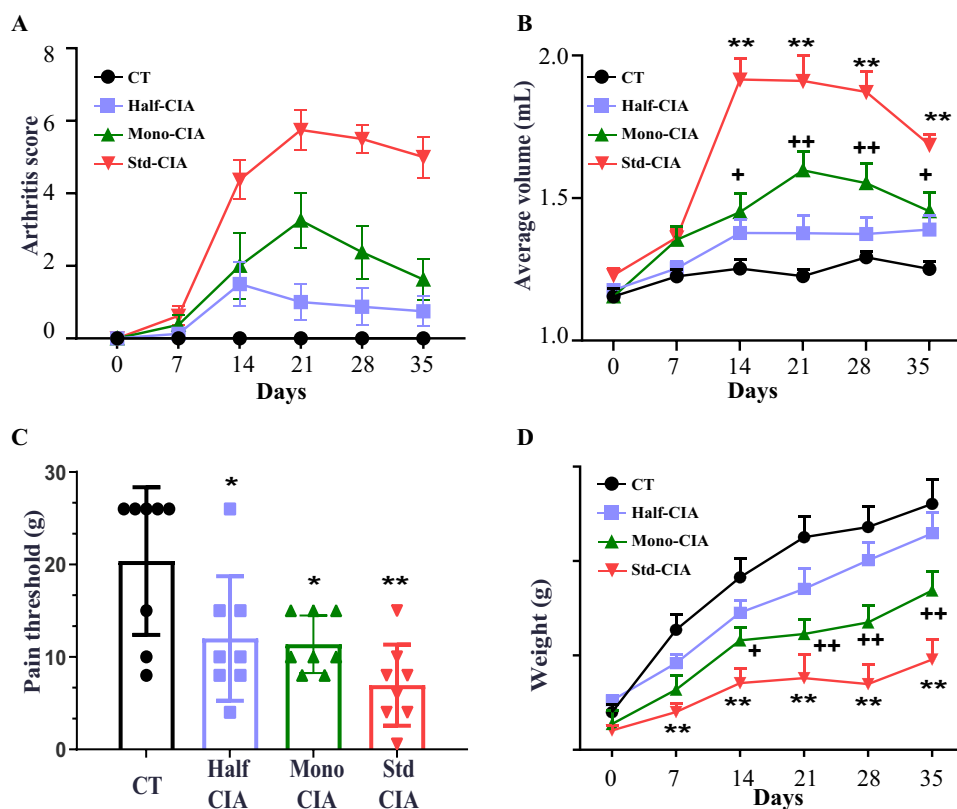 A
8
6
4
2
0
CT
Half-CIA
Mono-CIA
Std-CIA
Arthritis score
0 7 14 21 28 35
Days
B
2.0
1.5
1.0
CT
Half-CIA
Mono-CIA
Std-CIA
** ** ** **
+ ++ ++ +
Average volume (mL)
0 7 14 21 28 35
Days
C
30
20
10
0
* * **
Pain threshold (g)
CT Half Mono Std
CIA CIA CIA
D
CT
Half-CIA
Mono-CIA
Std-CIA
+ ++ ++ ++
** ** ** ** **
Weight (g)
0 7 14 21 28 35
Days